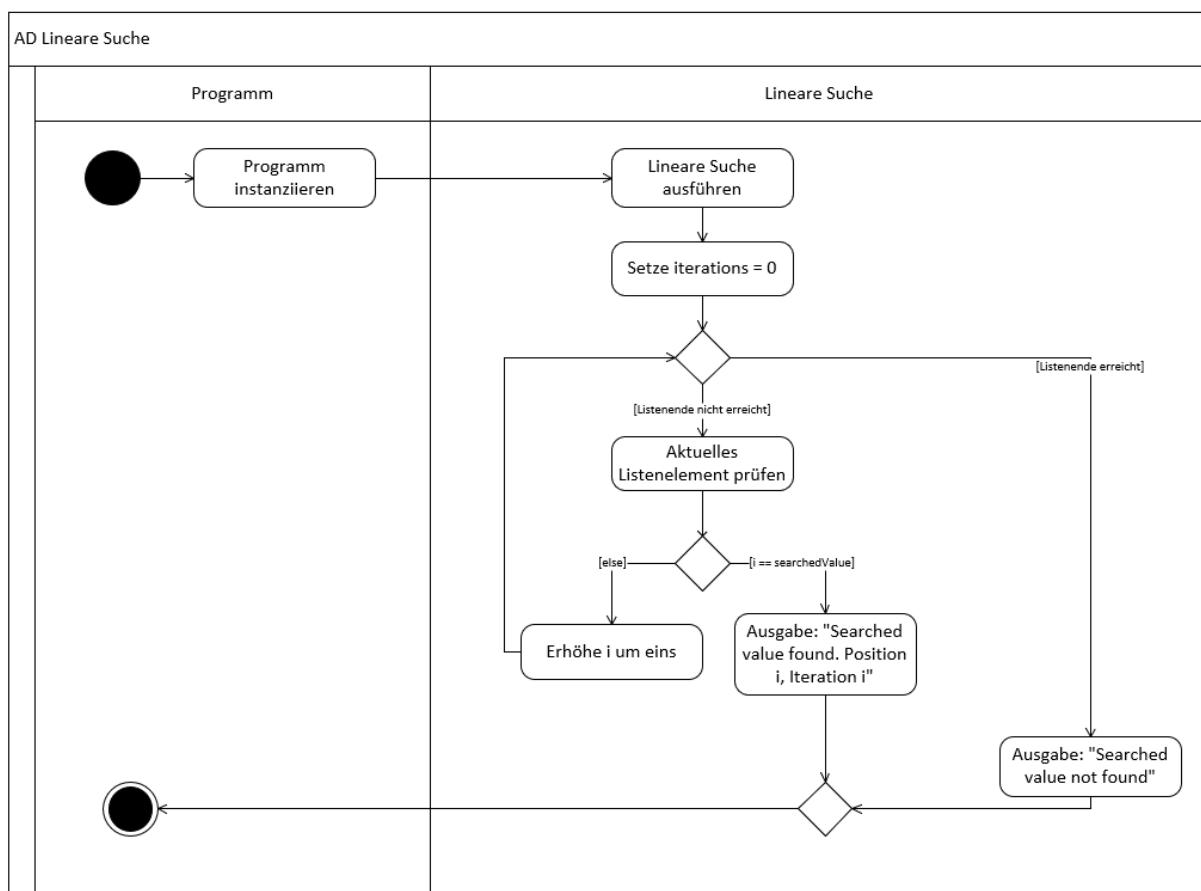 AD Lineare Suche
Programm
Lineare Suche
Programm
instanziieren
Lineare Suche
ausführen
Setze iterations = 0
[Listenende erreicht]
[Listenende nicht erreicht]
Aktuelles
Listenelement prüfen
[else]
[i == searchedValue]
Erhöhe i um eins
Ausgabe: "Searched
value found. Position
i, Iteration i"
Ausgabe: "Searched
value not found"